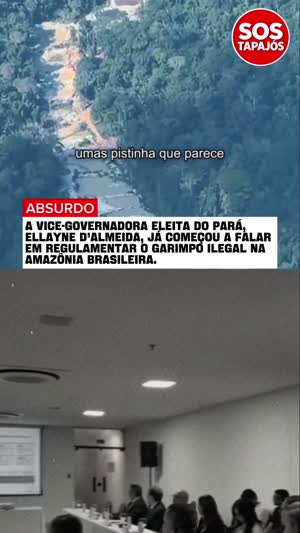 SOS
TAPAJÓS
umas pistinha que parece
ABSURDO
A VICE-GOVERNADORA ELEITA DO PARÁ,
ELLAYNE D'ALMEIDA, JÁ COMEÇOU A FALAR
EM REGULAMENTAR O GARIMPO ILEGAL NA
AMAZÔNIA BRASILEIRA.